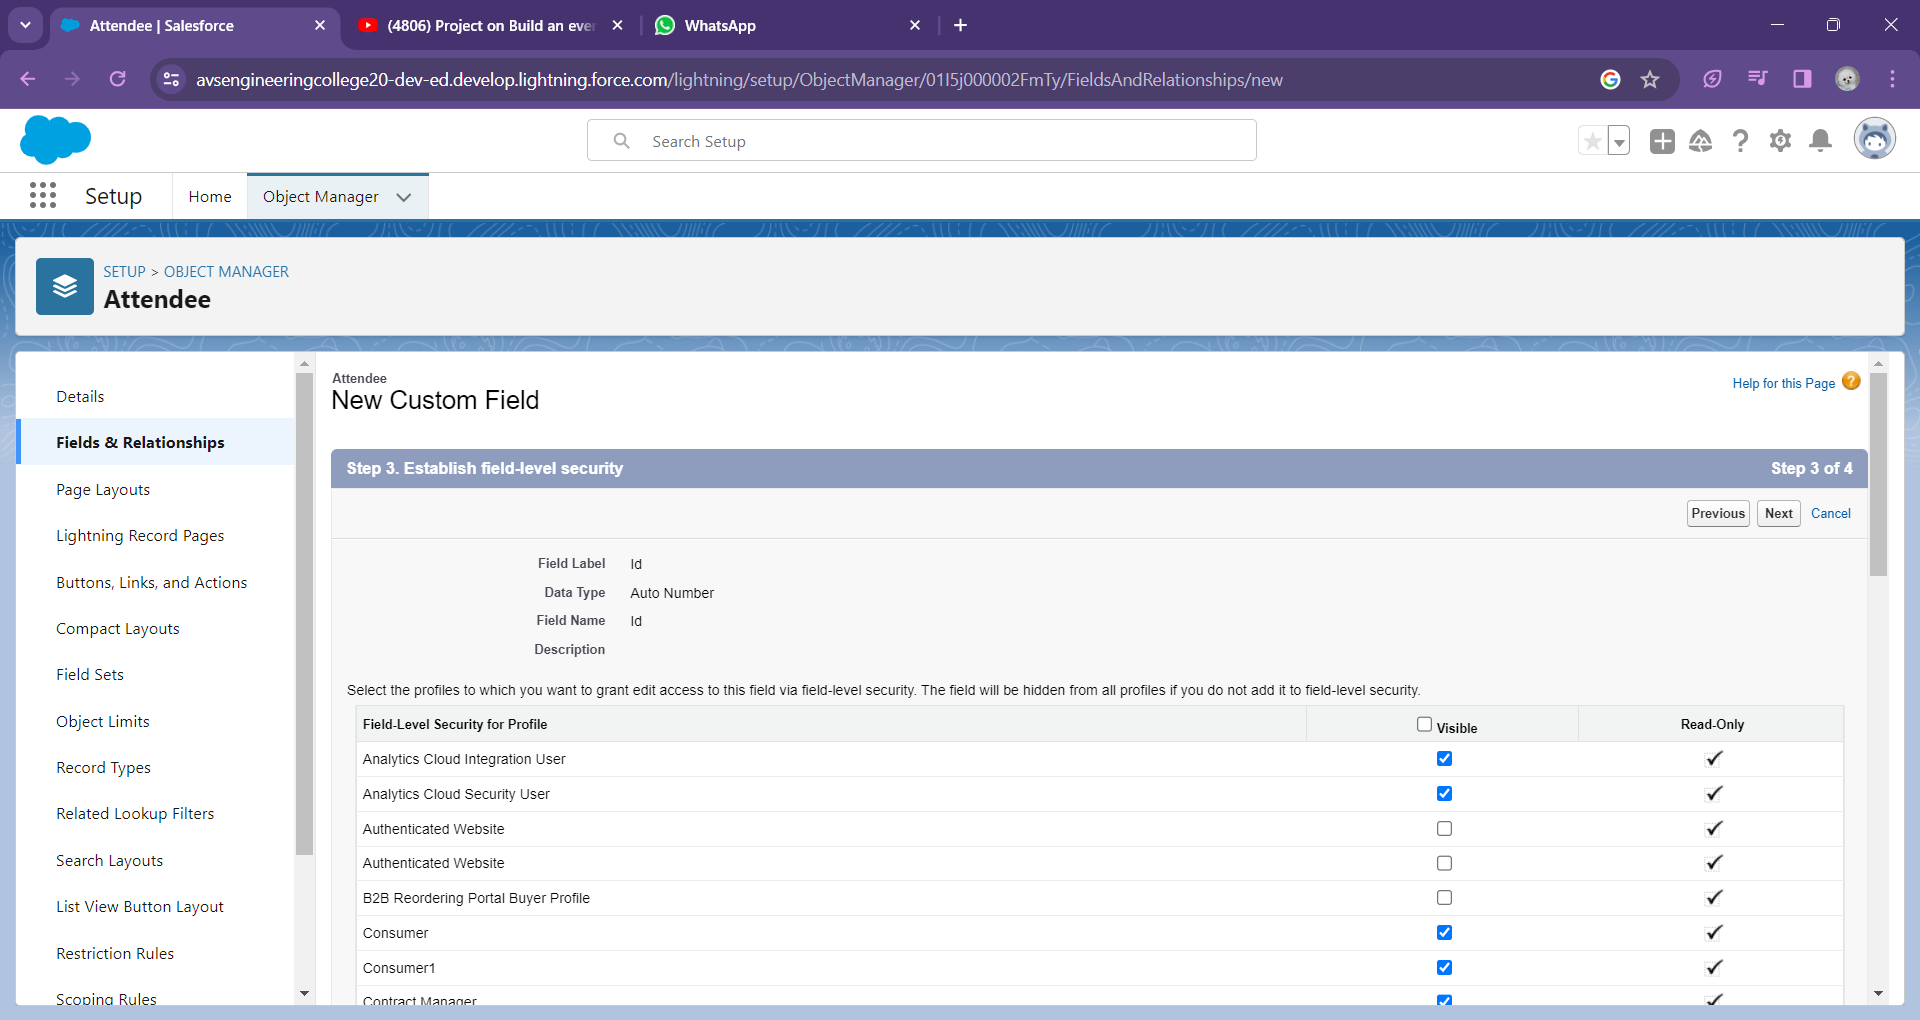 Attendee | Salesforce
(4806) Project on Build an eve
WhatsApp
avsengineeringcollege20-dev-ed.develop.lightning.force.com/lightning/setup/ObjectManager/01I5j000002FmTy/FieldsAndRelationships/new
Search Setup
Setup
Home
Object Manager
SETUP > OBJECT MANAGER
Attendee
Details
Fields & Relationships
Page Layouts
Lightning Record Pages
Buttons, Links, and Actions
Compact Layouts
Field Sets
Object Limits
Record Types
Related Lookup Filters
Search Layouts
List View Button Layout
Restriction Rules
Scoping Rules
Attendee
New Custom Field
Help for this Page ?
Step 3. Establish field-level security
Step 3 of 4
Previous Next Cancel
Field Label Id
Data Type Auto Number
Field Name Id
Description
Select the profiles to which you want to grant edit access to this field via field-level security. The field will be hidden from all profiles if you do not add it to field-level security.
Field-Level Security for Profile Visible Read-Only
Analytics Cloud Integration User
Analytics Cloud Security User
Authenticated Website
Authenticated Website
B2B Reordering Portal Buyer Profile
Consumer
Consumer1
Contract Manager